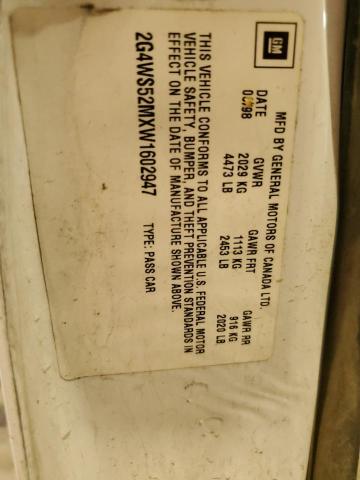 GM
MFD BY GENERAL MOTORS OF CANADA LTD.
DATE GVWR GAWR FRT GAWR RR
2029 KG 1113 KG 916 KG
4473 LB 2453 LB 2020 LB
THIS VEHICLE CONFORMS TO ALL APPLICABLE U.S. FEDERAL MOTOR
VEHICLE SAFETY, BUMPER, AND THEFT PREVENTION STANDARDS IN
EFFECT ON THE DATE OF MANUFACTURE SHOWN ABOVE.
2G4WS52MXW1602947 TYPE: PASS CAR